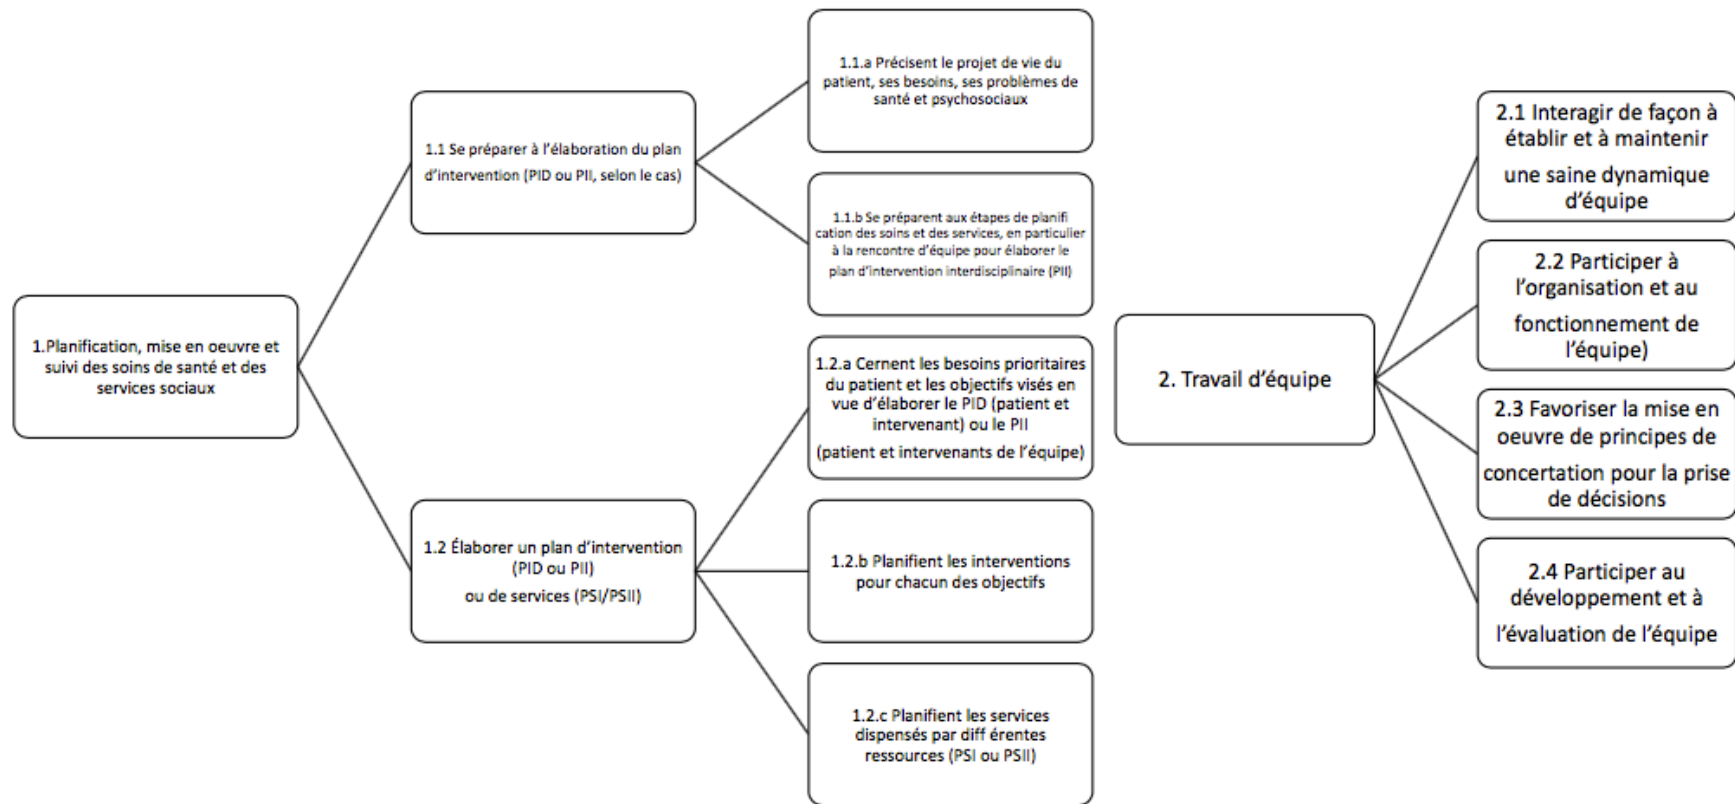 1.Planification, mise en oeuvre et
suivi des soins de santé et des
services sociaux
1.1 Se préparer à l'élaboration du plan
d'intervention (PID ou PII, selon le cas)
1.1.a Précisent le projet de vie du
patient, ses besoins, ses problèmes de
santé et psychosociaux
1.1.b Se préparent aux étapes de planifi
cation des soins et des services, en particulier
à la rencontre d'équipe pour élaborer le
plan d'intervention interdisciplinaire (PII)
1.2 Élaborer un plan d'intervention
(PID ou PII)
ou de services (PSI/PSII)
1.2.a Cernent les besoins prioritaires
du patient et les objectifs visés en
vue d'élaborer le PID (patient et
intervenant) ou le PII
(patient et intervenants de l'équipe)
1.2.b Planifient les interventions
pour chacun des objectifs
1.2.c Planifient les services
dispensés par diff érentes
ressources (PSI ou PSII)
2. Travail d'équipe
2.1 Interagir de façon à
établir et à maintenir
une saine dynamique
d'équipe
2.2 Participer à
l'organisation et au
fonctionnement de
l'équipe)
2.3 Favoriser la mise en
oeuvre de principes de
concertation pour la prise
de décisions
2.4 Participer au
développement et à
l'évaluation de l'équipe